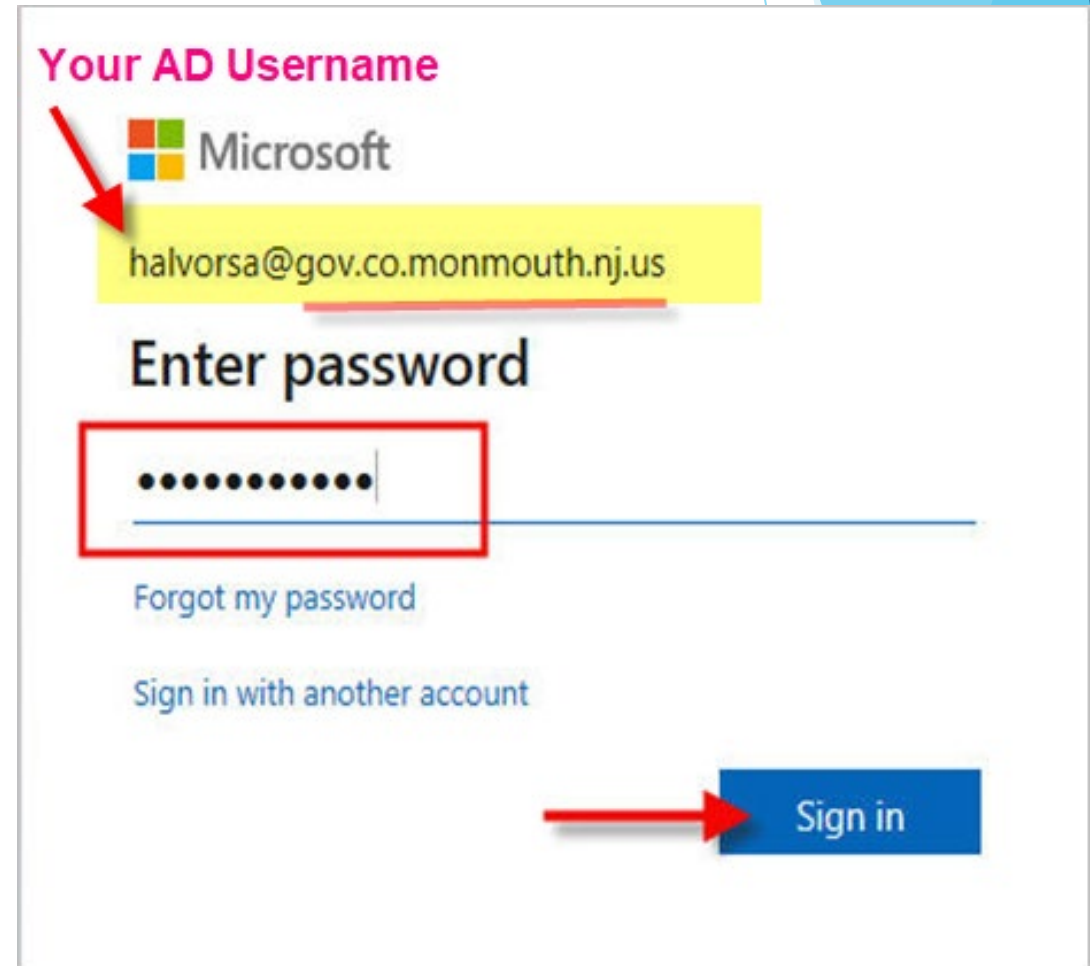 Your AD Username
Microsoft
halvorsa@gov.co.monmouth.nj.us
Enter password
●●●●●●●●●●●
Forgot my password
Sign in with another account
Sign in